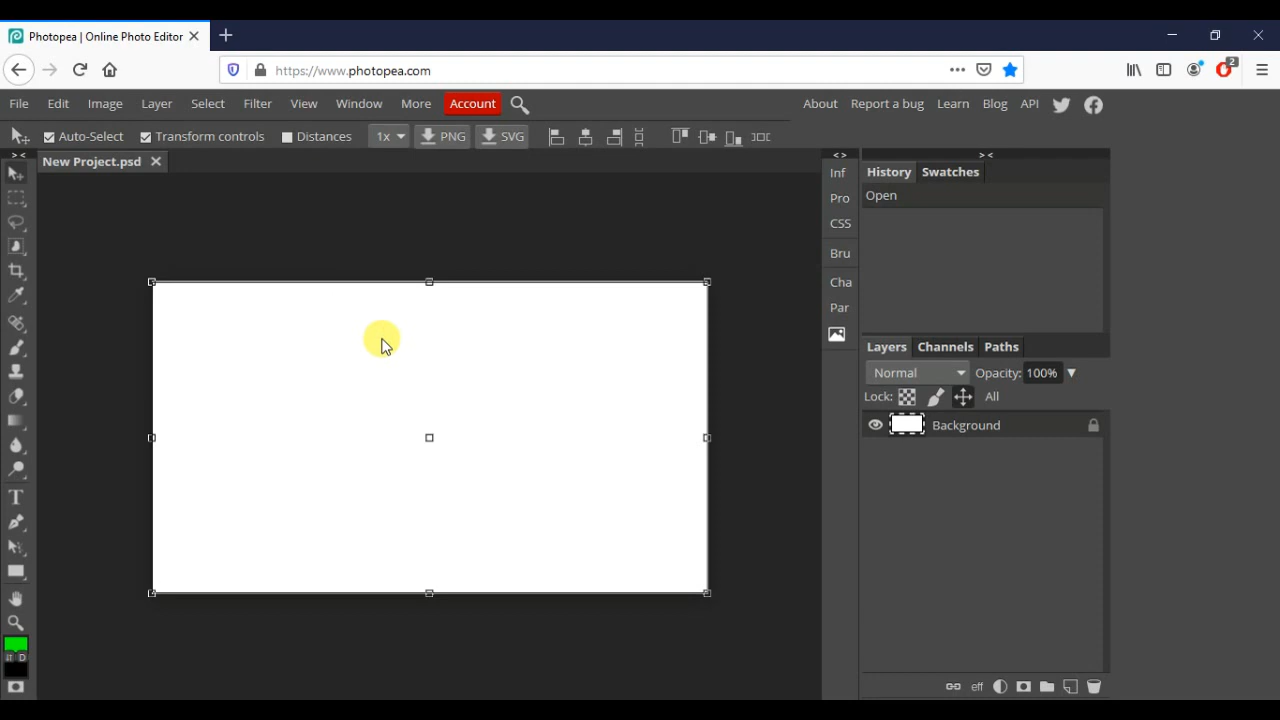 Photopea | Online Photo Editor
https://www.photopea.com
2
File Edit Image Layer Select Filter View Window More Account
About Report a bug Learn Blog API
Auto-Select Transform controls Distances 1x PNG SVG
> <
New Project.psd
< >
> <
Inf
Pro
CSS
Bru
Cha
Par
History Swatches
Open
Layers Channels Paths
Normal Opacity: 100%
Lock: All
Background
T
D
eff